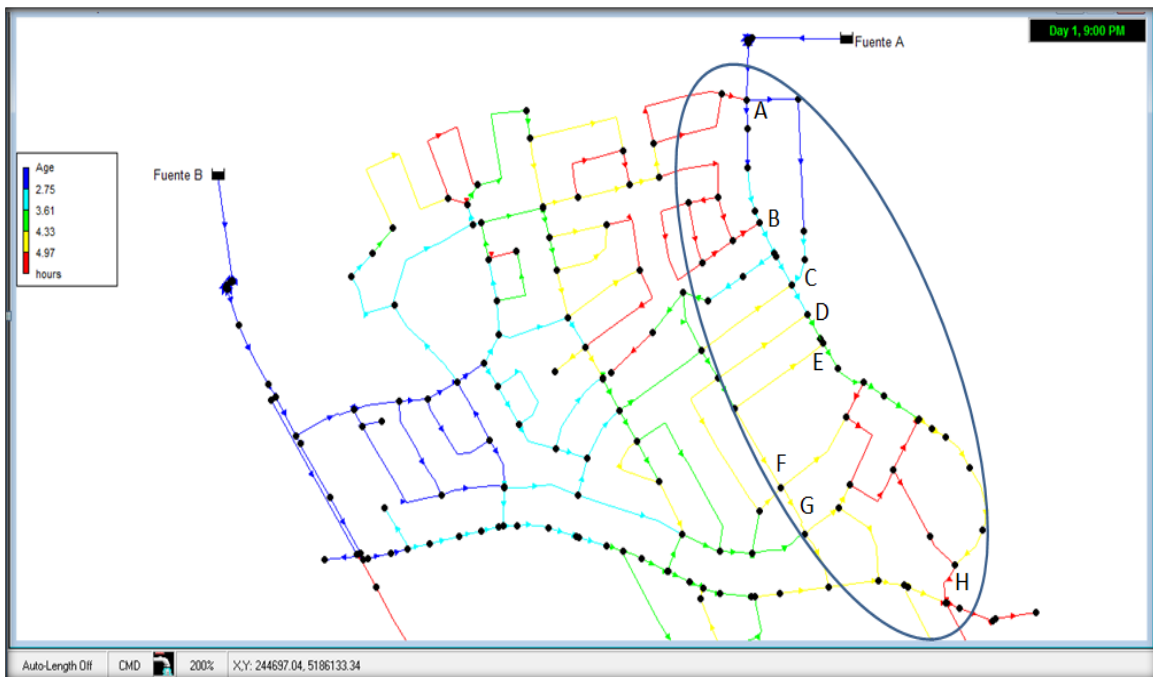 Day 1, 9:00 PM
Fuente A
A
Age
2.75
3.61
4.33
4.97
hours
Fuente B
B
C
D
E
F
G
H
Auto-Length Off CMD 200% X,Y: 244697.04, 5186133.34